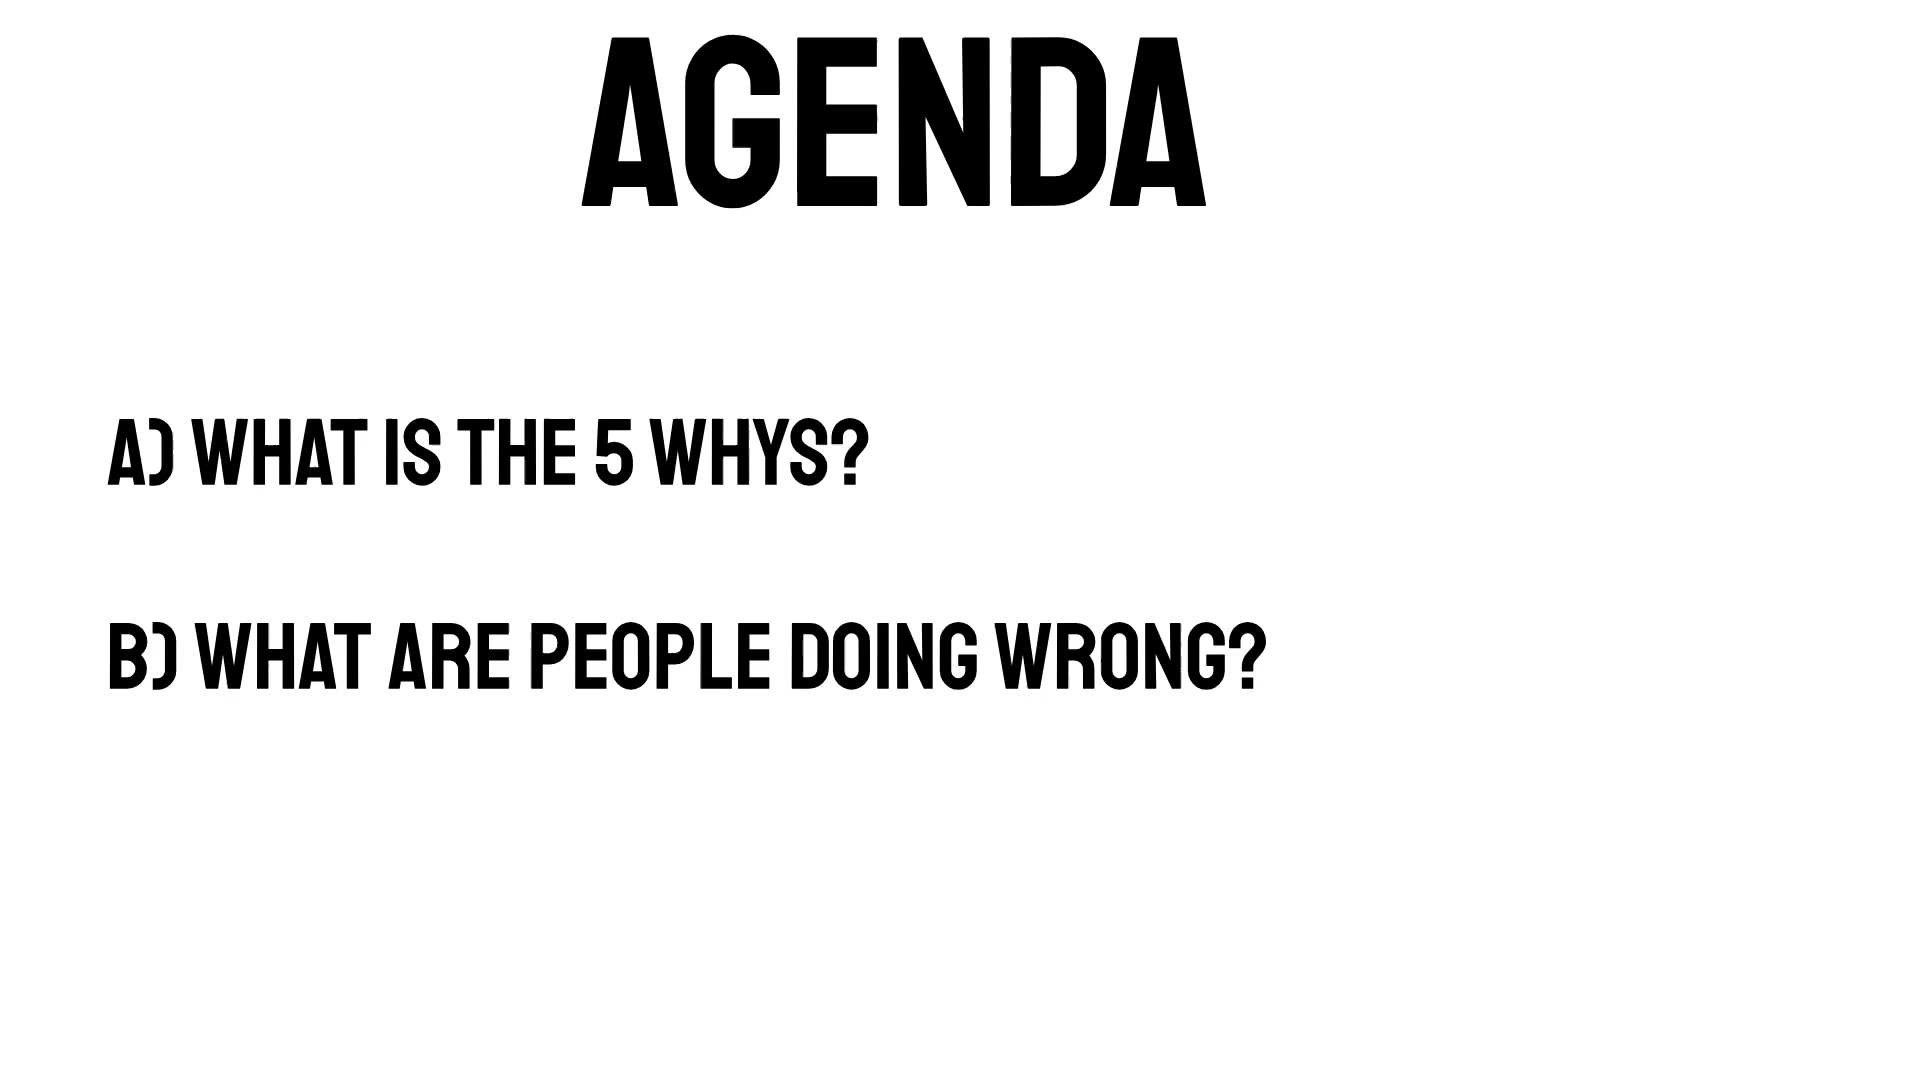 AGENDA
A) WHAT IS THE 5 WHYS?
B) WHAT ARE PEOPLE DOING WRONG?